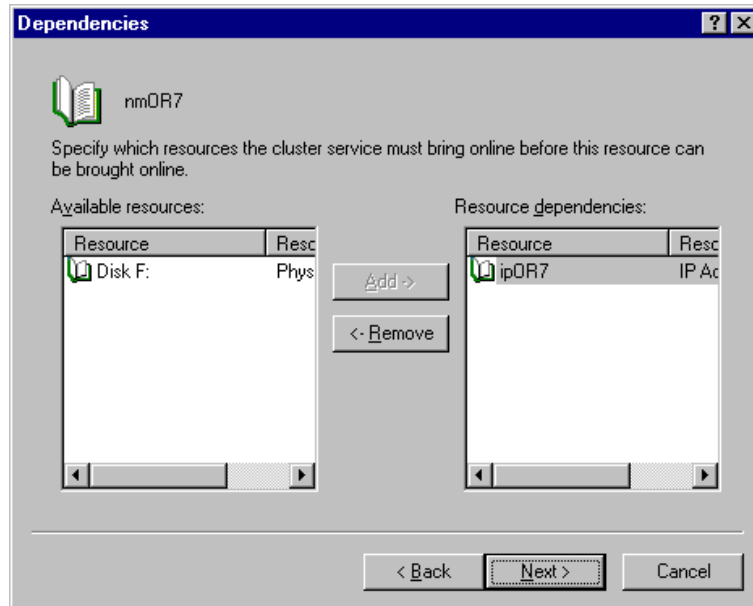 Dependencies
nmOR7
Specify which resources the cluster service must bring online before this resource can
be brought online.
Available resources:
Resource dependencies:
Resource Resc
Disk F: Phys
Add ->
<- Remove
Resource Resc
ipOR7 IP Ad
< Back
Next >
Cancel